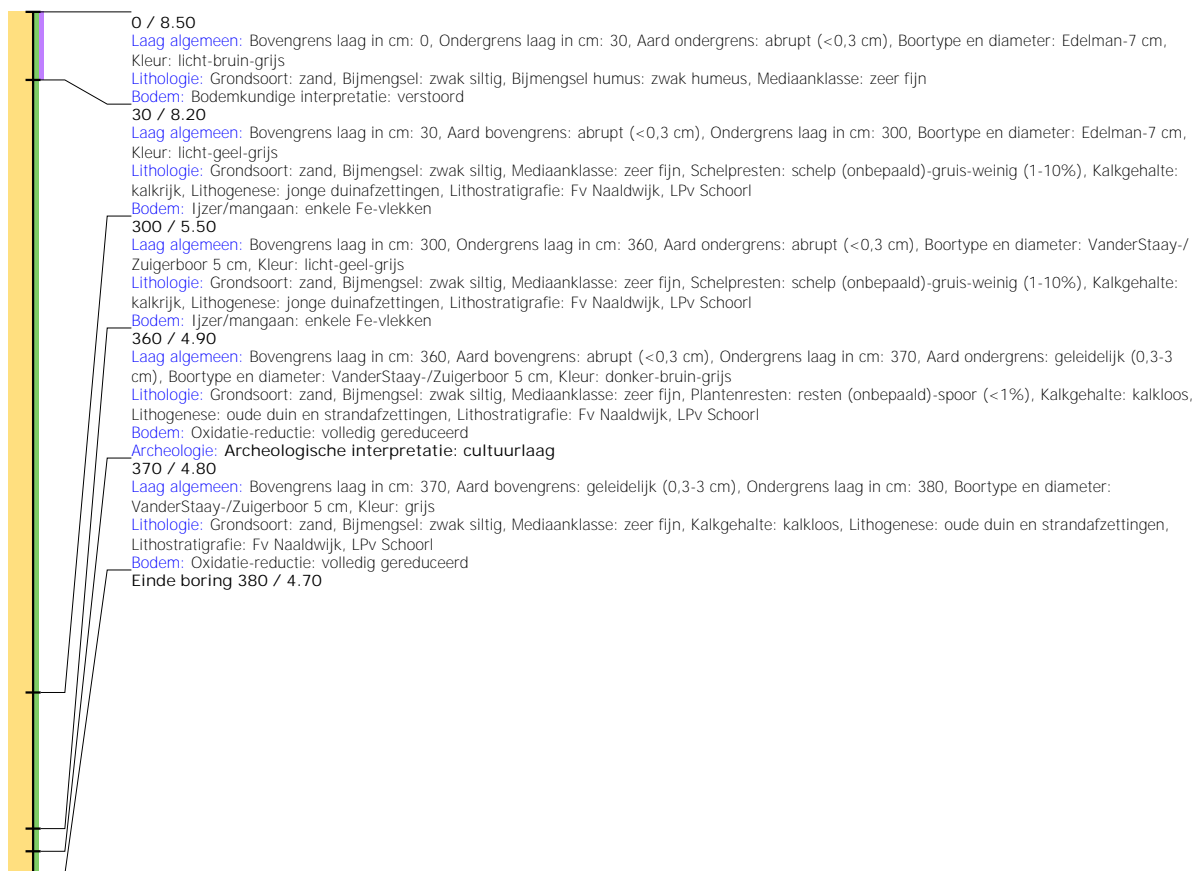 0 / 8.50
Laag algemeen: Bovengrens laag in cm: 0, Ondergrens laag in cm: 30, Aard ondergrens: abrupt (<0,3 cm), Boortype en diameter: Edelman-7 cm,
Kleur: licht-bruin-grijs
Lithologie: Grondsoort: zand, Bijmengsel: zwak siltig, Bijmengsel humus: zwak humeus, Mediaanklasse: zeer fijn
Bodem: Bodemkundige interpretatie: verstoord
30 / 8.20
Laag algemeen: Bovengrens laag in cm: 30, Aard bovengrens: abrupt (<0,3 cm), Ondergrens laag in cm: 300, Boortype en diameter: Edelman-7 cm,
Kleur: licht-geel-grijs
Lithologie: Grondsoort: zand, Bijmengsel: zwak siltig, Mediaanklasse: zeer fijn, Schelpresten: schelp (onbepaald)-gruis-weinig (1-10%), Kalkgehalte:
kalkrijk, Lithogenese: jonge duinafzettingen, Lithostratigrafie: Fv Naaldwijk, LPv Schoorl
Bodem: Ijzer/mangaan: enkele Fe-vlekken
300 / 5.50
Laag algemeen: Bovengrens laag in cm: 300, Ondergrens laag in cm: 360, Aard ondergrens: abrupt (<0,3 cm), Boortype en diameter: VanderStaay-/
Zuigerboor 5 cm, Kleur: licht-geel-grijs
Lithologie: Grondsoort: zand, Bijmengsel: zwak siltig, Mediaanklasse: zeer fijn, Schelpresten: schelp (onbepaald)-gruis-weinig (1-10%), Kalkgehalte:
kalkrijk, Lithogenese: jonge duinafzettingen, Lithostratigrafie: Fv Naaldwijk, LPv Schoorl
Bodem: Ijzer/mangaan: enkele Fe-vlekken
360 / 4.90
Laag algemeen: Bovengrens laag in cm: 360, Aard bovengrens: abrupt (<0,3 cm), Ondergrens laag in cm: 370, Aard ondergrens: geleidelijk (0,3-3
cm), Boortype en diameter: VanderStaay-/Zuigerboor 5 cm, Kleur: donker-bruin-grijs
Lithologie: Grondsoort: zand, Bijmengsel: zwak siltig, Mediaanklasse: zeer fijn, Plantenresten: resten (onbepaald)-spoor (<1%), Kalkgehalte: kalkloos,
Lithogenese: oude duin en strandafzettingen, Lithostratigrafie: Fv Naaldwijk, LPv Schoorl
Bodem: Oxidatie-reductie: volledig gereduceerd
Archeologie: Archeologische interpretatie: cultuurlaag
370 / 4.80
Laag algemeen: Bovengrens laag in cm: 370, Aard bovengrens: geleidelijk (0,3-3 cm), Ondergrens laag in cm: 380, Boortype en diameter:
VanderStaay-/Zuigerboor 5 cm, Kleur: grijs
Lithologie: Grondsoort: zand, Bijmengsel: zwak siltig, Mediaanklasse: zeer fijn, Kalkgehalte: kalkloos, Lithogenese: oude duin en strandafzettingen,
Lithostratigrafie: Fv Naaldwijk, LPv Schoorl
Bodem: Oxidatie-reductie: volledig gereduceerd
Einde boring 380 / 4.70